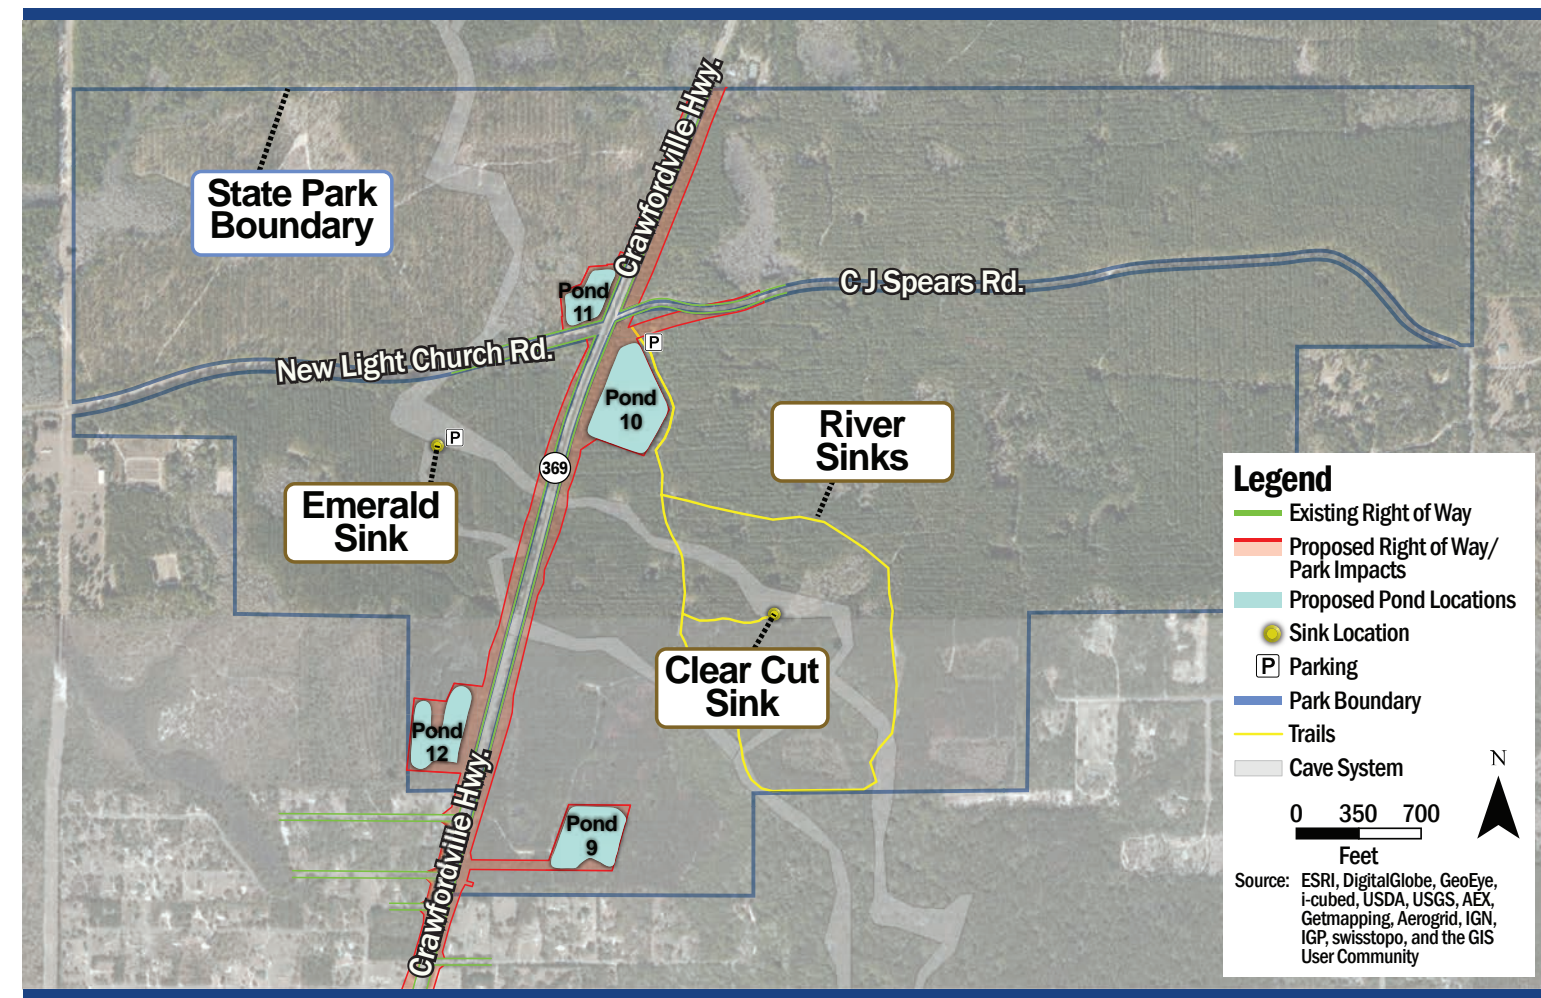 Crawfordville Hwy.
State Park
Boundary
Pond
11
C J Spears Rd.
New Light Church Rd.
P
Pond
10
River
Sinks
P
369
Emerald
Sink
Clear Cut
Sink
Pond
12
Crawfordville Hwy.
Pond
9
Legend
Existing Right of Way
Proposed Right of Way/
Park Impacts
Proposed Pond Locations
Sink Location
P Parking
Park Boundary
Trails
Cave System
N
0 350 700
Feet
Source: ESRI, DigitalGlobe, GeoEye,
i-cubed, USDA, USGS, AEX,
Getmapping, Aerogrid, IGN,
IGP, swisstopo, and the GIS
User Community